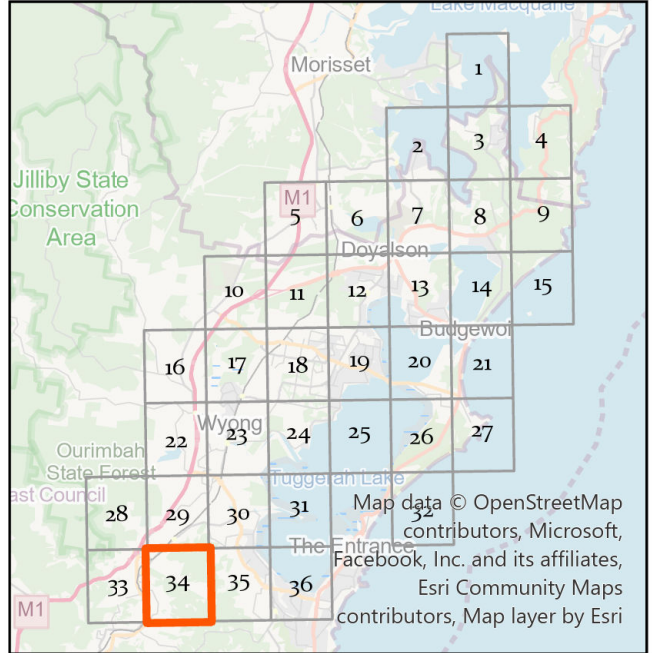 Lake Macquarie
Morisset
1
2
3
4
Jilliby State
Conservation
Area
M1
5
6
7
8
9
Doyalson
10
11
12
13
14
15
Budgewoi
16
17
18
19
20
21
Wyong
22
23
24
25
26
27
Ourimbah
State Forest
ast Council
Tuggerah Lake
28
29
30
31
32
The Entrance
33
34
35
36
M1
Map data © OpenStreetMap
contributors, Microsoft,
Facebook, Inc. and its affiliates,
Esri Community Maps
contributors, Map layer by Esri